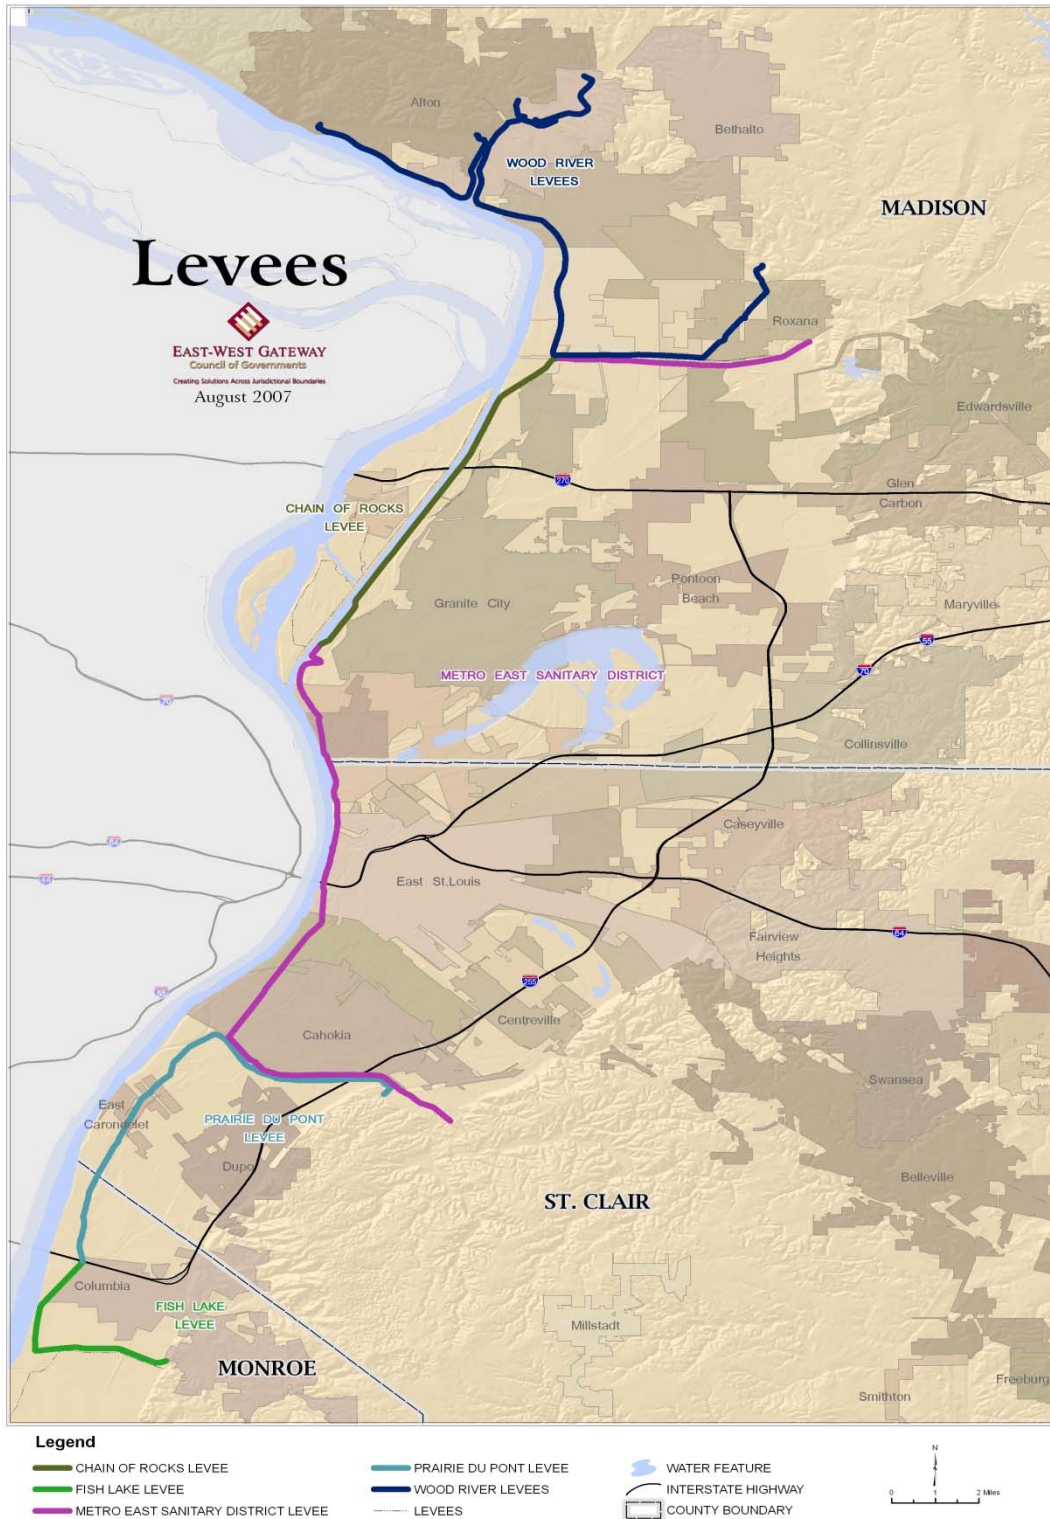 Alton
Bethalto
WOOD RIVER
LEVEES
MADISON
Levees
EAST-WEST GATEWAY
Council of Governments
Creating Solutions Across Jurisdictional Boundaries
August 2007
Roxana
Edwardsville
270
Glen
Carbon
CHAIN OF ROCKS
LEVEE
Pontoon
Beach
Granite City
Maryville
55
70
METRO EAST SANITARY DISTRICT
70
Collinsville
Caseyville
64
44
East St.Louis
Fairview
Heights
64
55
255
Centreville
Cahokia
Swansea
East
Carondelet
PRAIRIE DU PONT
LEVEE
Dupo
Belleville
ST. CLAIR
Columbia
FISH LAKE
LEVEE
Millstadt
MONROE
Freeburg
Smithton
Legend
CHAIN OF ROCKS LEVEE
FISH LAKE LEVEE
METRO EAST SANITARY DISTRICT LEVEE
PRAIRIE DU PONT LEVEE
WOOD RIVER LEVEES
LEVEES
WATER FEATURE
INTERSTATE HIGHWAY
COUNTY BOUNDARY
N
0 1 2 Miles